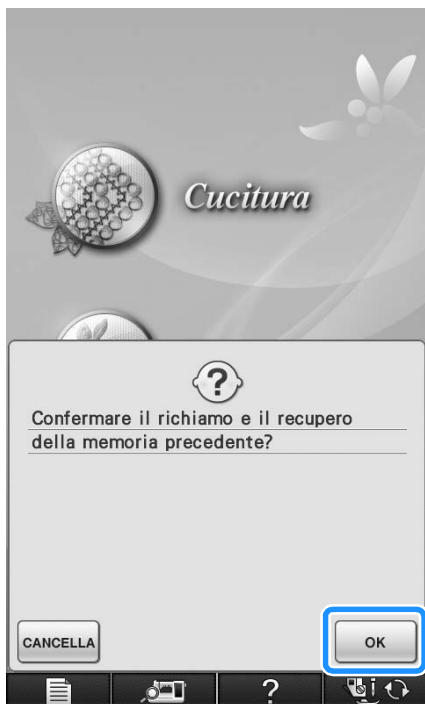 Cucitura
?
Confermare il richiamo e il recupero
della memoria precedente?
CANCELLA
OK
?